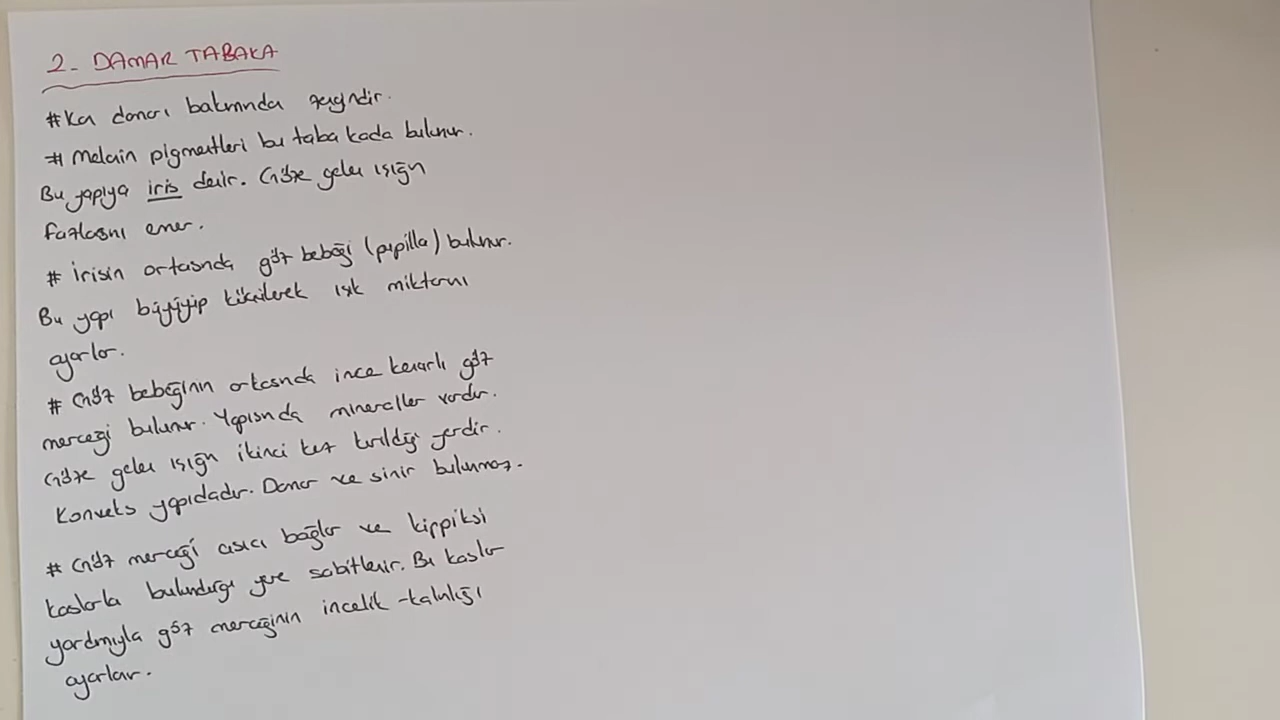 2- DAMAR TABAKA
# Kan damarı bakımında zengindir.
# Melanin pigmentleri bu tabakada bulunur.
Bu yapıya iris denir. Göze gelen ışığın
fazlasını emer.
# İrisin ortasında göz bebeği (pupilla) bulunur.
Bu yapı büyüyüp küçülerek ışık miktarını
ayarlar.
# Göz bebeğinin ortasında ince kenarlı göz
merceği bulunur. Yapısında mineraller vardır.
Göze gelen ışığın ikinci kez kırıldığı yerdir.
Konveks yapıdadır. Damar ve sinir bulunmaz.
# Göz merceği asıcı bağlar ve kirpiksi
kaslarla bulunduğu yere sabitlenir. Bu kaslar
yardımıyla göz merceğinin incelik-kalınlığı
ayarlanır.